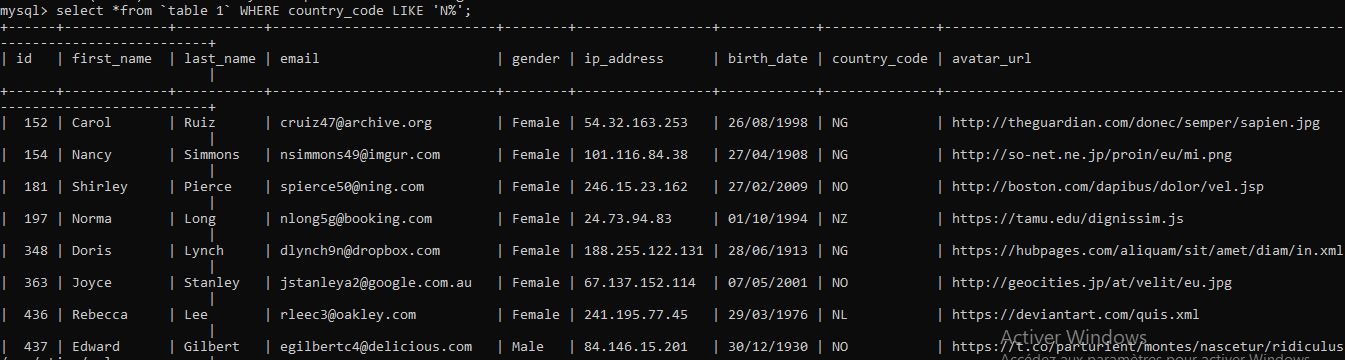 mysql> select *from `table 1` WHERE country_code LIKE 'N%';
+------+------------+-----------+----------------------------+--------+-----------------+------------+--------------+--------------------------------------------------
--------------------------+
| id   | first_name | last_name | email                      | gender | ip_address      | birth_date | country_code | avatar_url
                          |
+------+------------+-----------+----------------------------+--------+-----------------+------------+--------------+--------------------------------------------------
--------------------------+
|  152 | Carol      | Ruiz      | cruiz47@archive.org        | Female | 54.32.163.253   | 26/08/1998 | NG           | http://theguardian.com/donec/semper/sapien.jpg
                          |
|  154 | Nancy      | Simmons   | nsimmons49@imgur.com       | Female | 101.116.84.38   | 27/04/1908 | NG           | http://so-net.ne.jp/proin/eu/mi.png
                          |
|  181 | Shirley    | Pierce    | spierce50@ning.com         | Female | 246.15.23.162   | 27/02/2009 | NO           | http://boston.com/dapibus/dolor/vel.jsp
                          |
|  197 | Norma      | Long      | nlong5g@booking.com        | Female | 24.73.94.83     | 01/10/1994 | NZ           | https://tamu.edu/dignissim.js
                          |
|  348 | Doris      | Lynch     | dlynch9n@dropbox.com       | Female | 188.255.122.131 | 28/06/1913 | NG           | https://hubpages.com/aliquam/sit/amet/diam/in.xml
                          |
|  363 | Joyce      | Stanley   | jstanleya2@google.com.au   | Female | 67.137.152.114  | 07/05/2001 | NO           | http://geocities.jp/at/velit/eu.jpg
                          |
|  436 | Rebecca    | Lee       | rleec3@oakley.com          | Female | 241.195.77.45   | 29/03/1976 | NL           | https://deviantart.com/quis.xml
                          |
Activer Windows
|  437 | Edward     | Gilbert   | egilbertc4@delicious.com   | Male   | 84.146.15.201   | 30/12/1930 | NO           | https://t.co/parturient/montes/nascetur/ridiculus
Accédez aux paramètres pour activer Windows